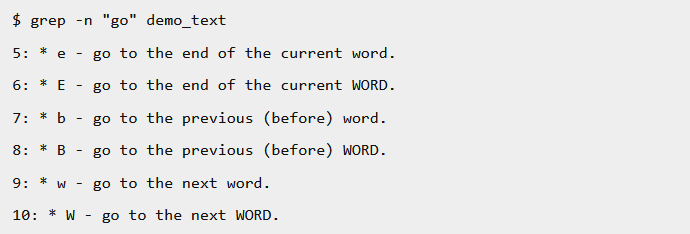 $ grep -n "go" demo_text
5: * e - go to the end of the current word.
6: * E - go to the end of the current WORD.
7: * b - go to the previous (before) word.
8: * B - go to the previous (before) WORD.
9: * w - go to the next word.
10: * W - go to the next WORD.